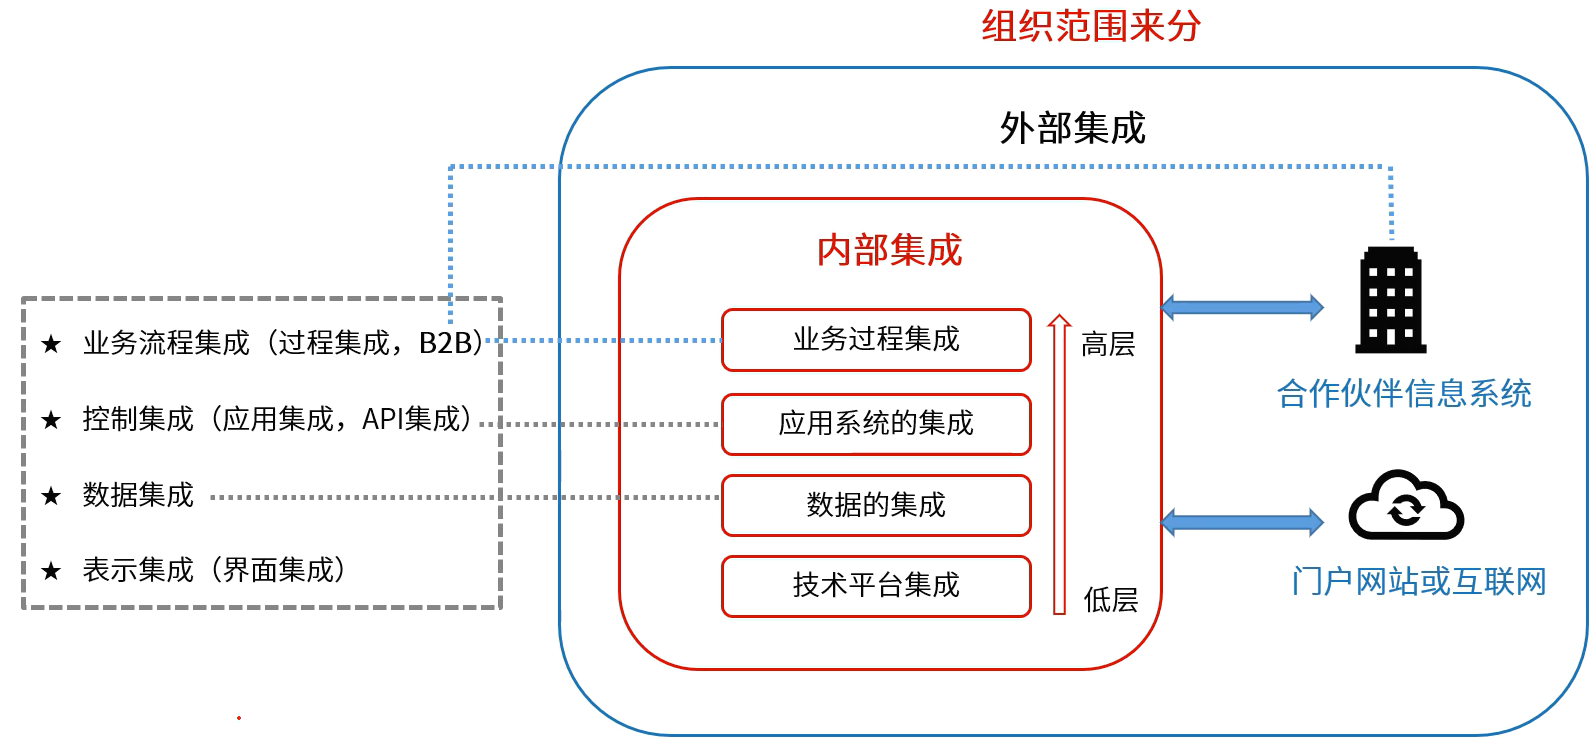 组织范围来分
外部集成
内部集成
★ 业务流程集成（过程集成，B2B）
★ 控制集成（应用集成，API集成）
★ 数据集成
★ 表示集成（界面集成）
业务过程集成
应用系统的集成
数据的集成
技术平台集成
高层
低层
合作伙伴信息系统
门户网站或互联网